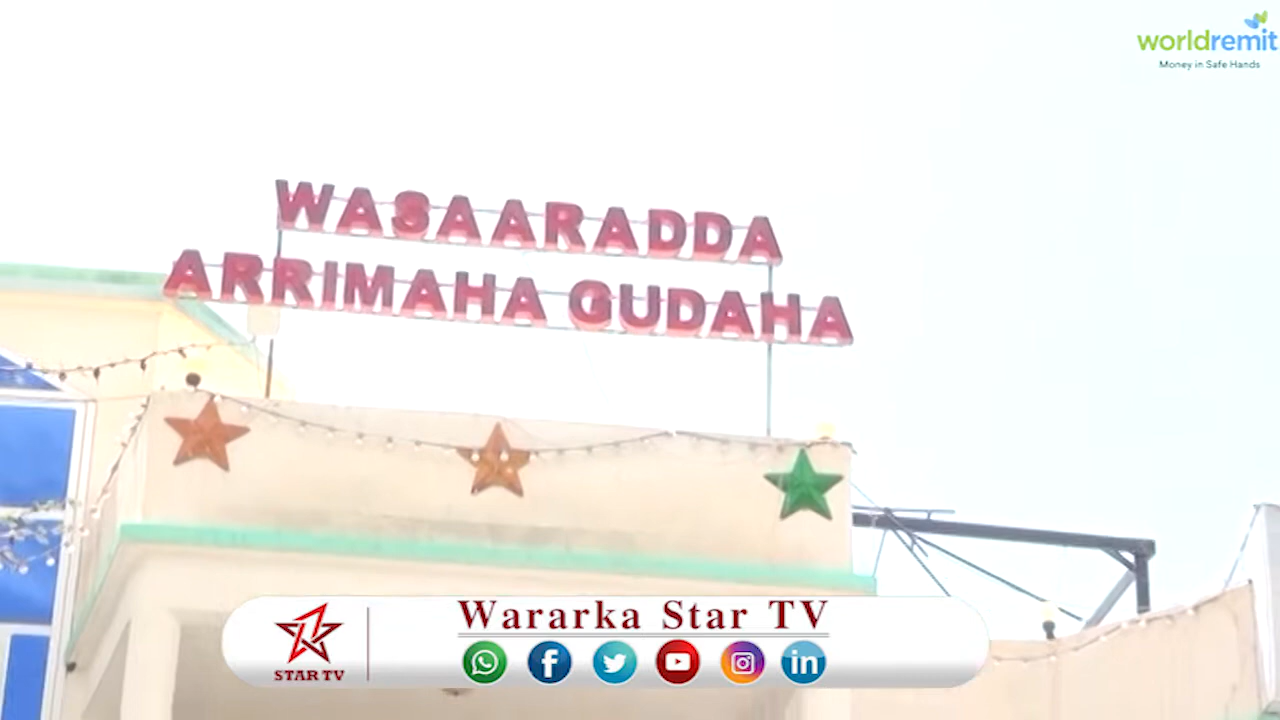 worldremit
Money in Safe Hands
WASAARADDA
ARRIMAHA GUDAHA
Wararka Star TV
STAR TV